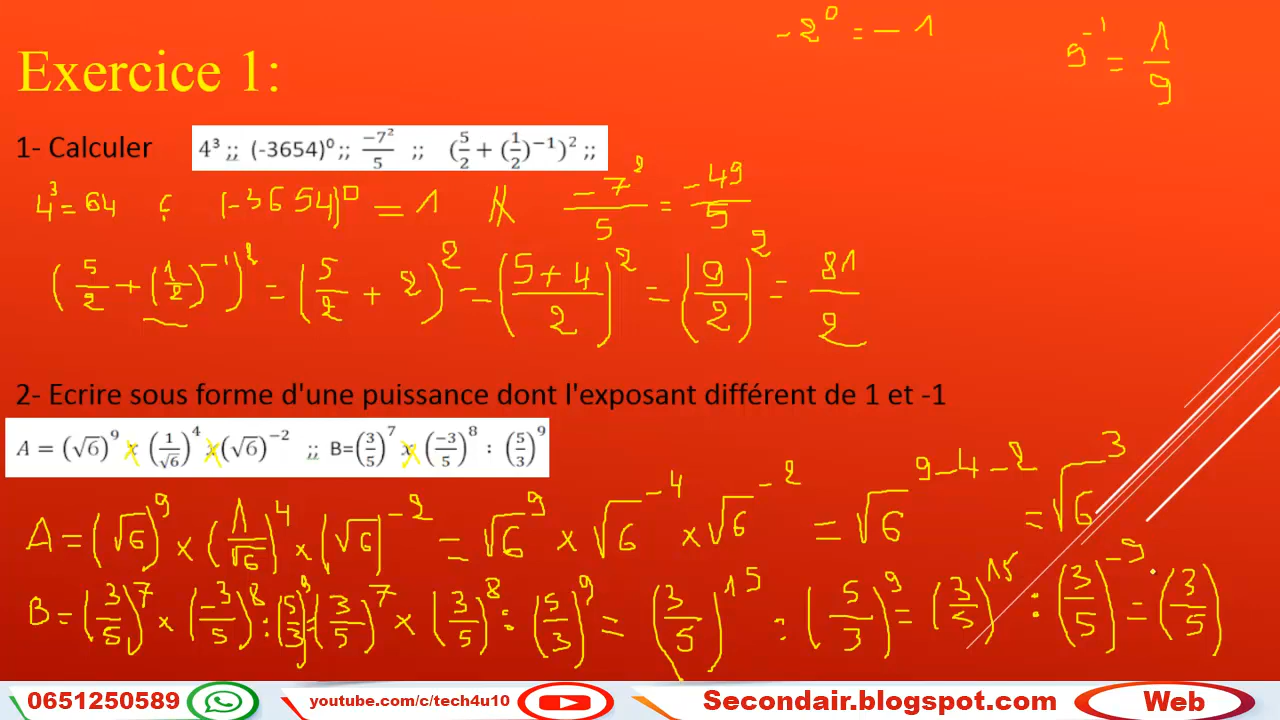 -2⁰ = -1
9⁻¹ = 1/9
Exercice 1:
1- Calculer 4³ ;; (-3654)⁰ ;; -7²/5 ;; (5/2 + (1/2)⁻¹)² ;;
4³ = 64 ; (-3654)⁰ = 1 // -7²/5 = -49/5
(5/2 + (1/2)⁻¹)² = (5/2 + 2)² = ((5+4)/2)² = (9/2)² = 81/2
2- Ecrire sous forme d'une puissance dont l'exposant différent de 1 et -1
A = (√6)⁹ x (1/√6)⁴ x (√6)⁻² ;; B=(3/5)⁷ x (-3/5)⁸ : (5/3)⁹
A = (√6)⁹ × (1/√6)⁴ × (√6)⁻² = √6⁹ × √6⁻⁴ × √6⁻² = √6⁹⁻⁴⁻² = √6³
B = (3/5)⁷ × (-3/5)⁸ : (5/3)⁹ = (3/5)⁷ × (3/5)⁸ : (5/3)⁹ = (3/5)¹⁵ : (5/3)⁹ = (3/5)¹⁵ : (3/5)⁻⁹ = (3/5)
0651250589 youtube.com/c/tech4u10 Secondair.blogspot.com Web